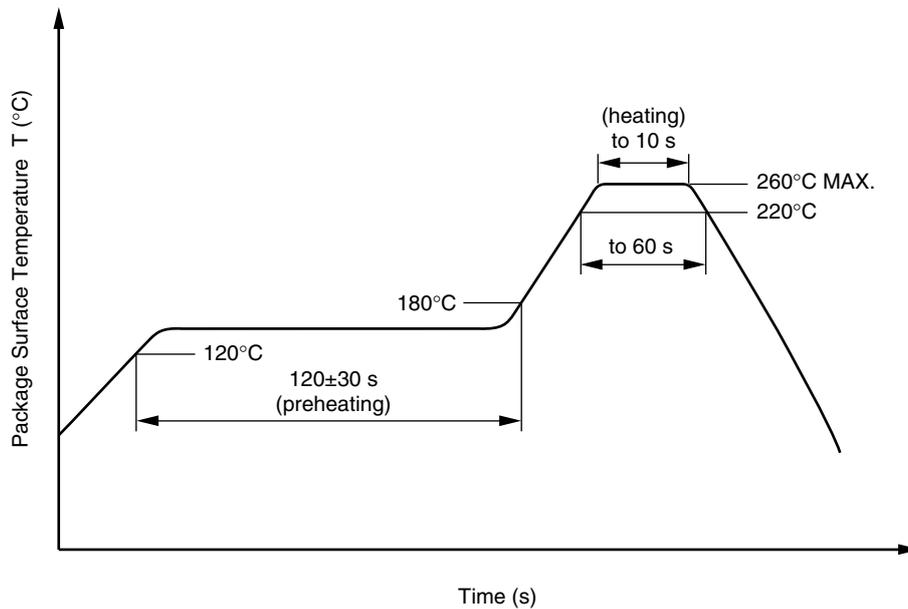 Package Surface Temperature T (°C)
(heating)
to 10 s
260°C MAX.
220°C
to 60 s
180°C
120°C
120±30 s
(preheating)
Time (s)